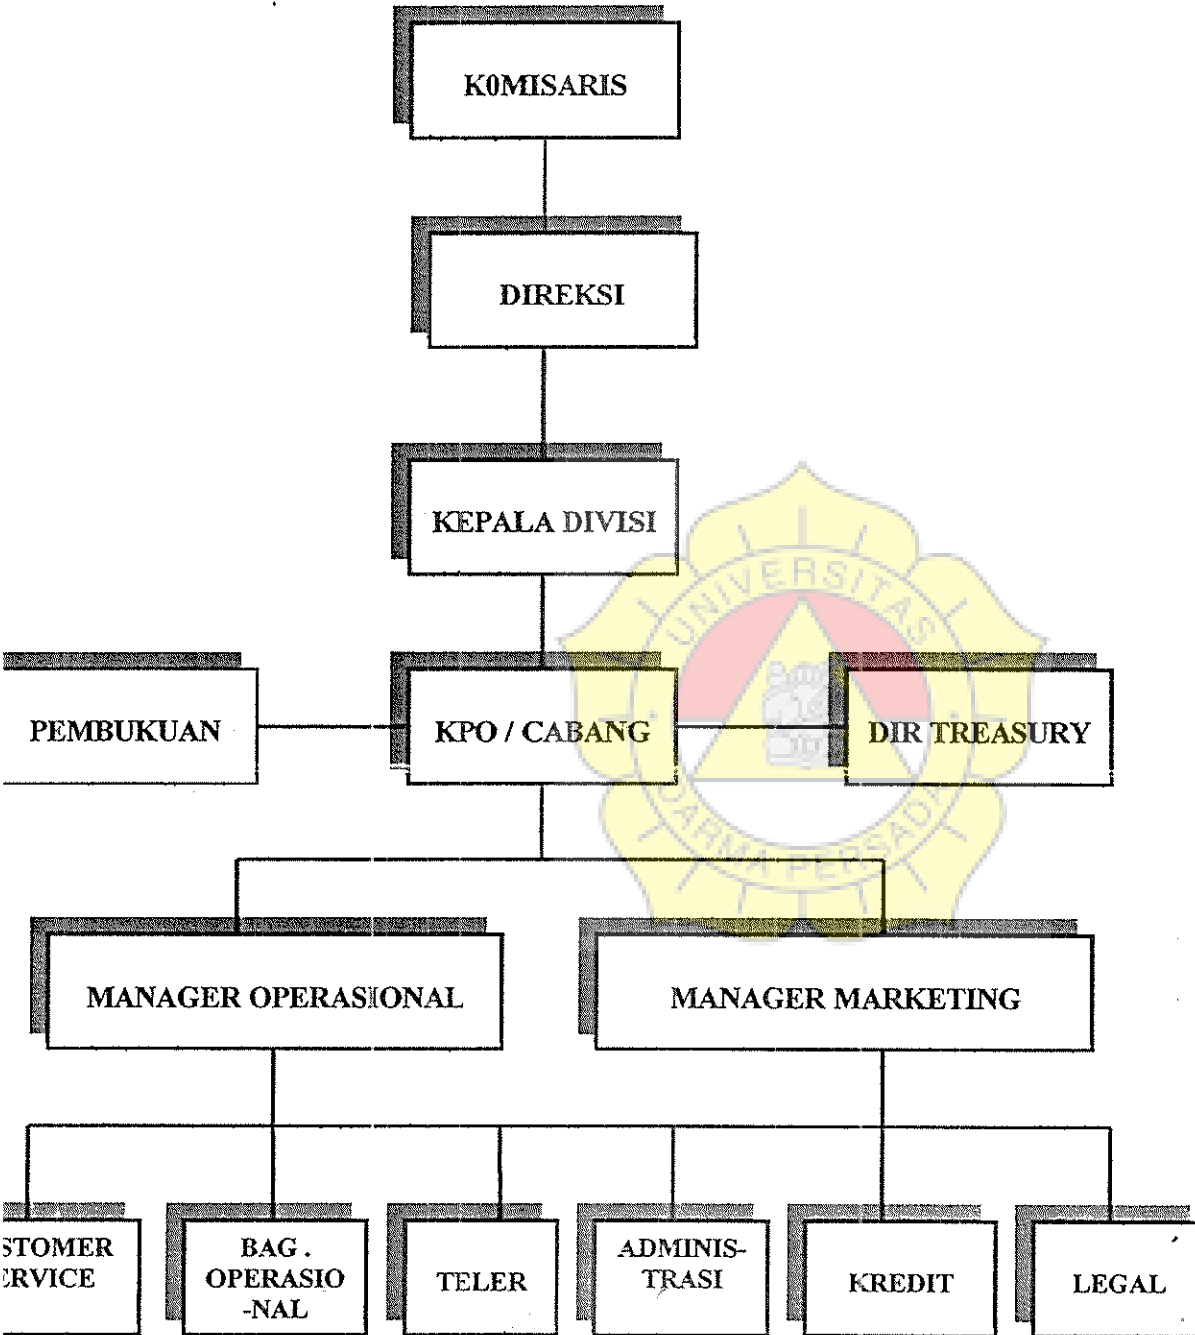 K0MISARIS
DIREKSI
KEPALA DIVISI
UNIVERSITAS
PEMBUKUAN
KPO / CABANG
DIR TREASURY
DARMA PERSADA
MANAGER OPERASIONAL
MANAGER MARKETING
STOMER
ERVICE
BAG .
OPERASIO
-NAL
TELER
ADMINIS-
TRASI
KREDIT
LEGAL